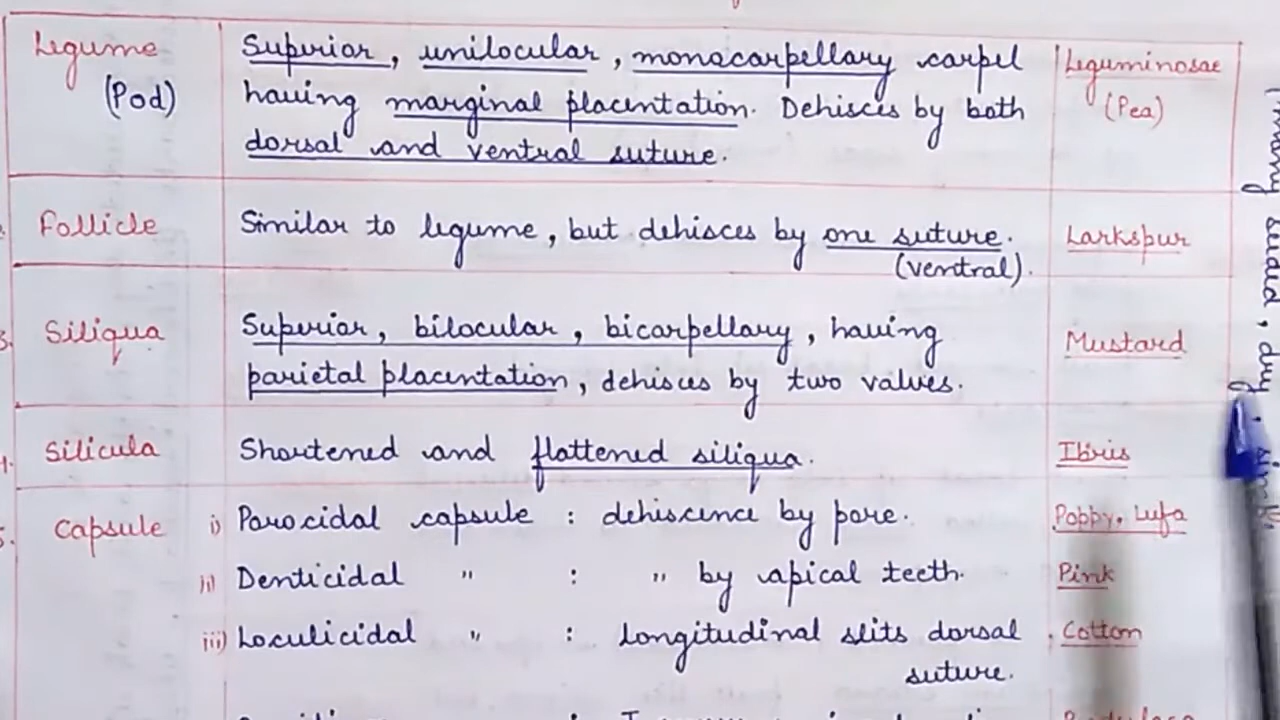 Legume Superior, unilocular, monocarpellary carpel Leguminosae
(Pod) having marginal placentation. Dehisces by both (Pea)
dorsal and ventral suture.
Follicle Similar to legume, but dehisces by one suture. Larkspur
(ventral).
3. Siliqua Superior, bilocular, bicarpellary, having Mustard
parietal placentation, dehisces by two valves.
4. Silicula Shortened and flattened siliqua. Ibris
5. Capsule i) Porocidal capsule : dehiscence by pore. Poppy, Lufa
ii) Denticidal " : " by apical teeth. Pink
iii) Loculicidal " : Longitudinal slits dorsal Cotton
suture.